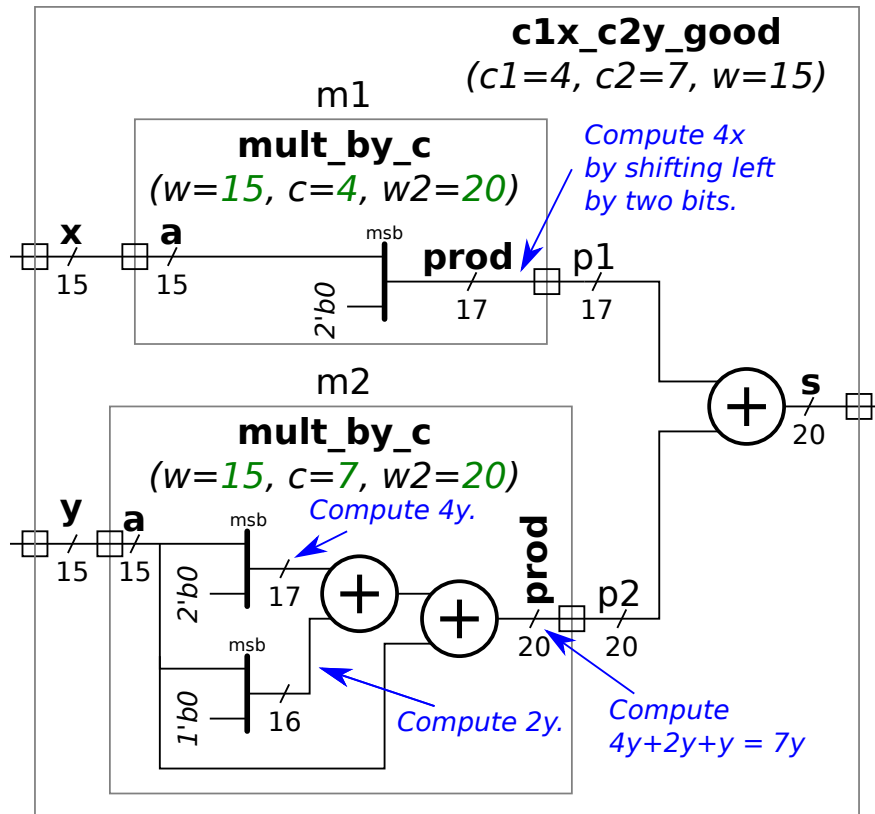 c1x_c2y_good
(c1=4, c2=7, w=15)
m1
mult_by_c
(w=15, c=4, w2=20)
Compute 4x
by shifting left
by two bits.
x
15
a
15
msb
2'b0
prod
17
p1
17
s
20
m2
mult_by_c
(w=15, c=7, w2=20)
Compute 4y.
y
15
a
15
msb
2'b0
17
prod
20
p2
20
msb
1'b0
16
Compute 2y.
Compute
4y+2y+y = 7y